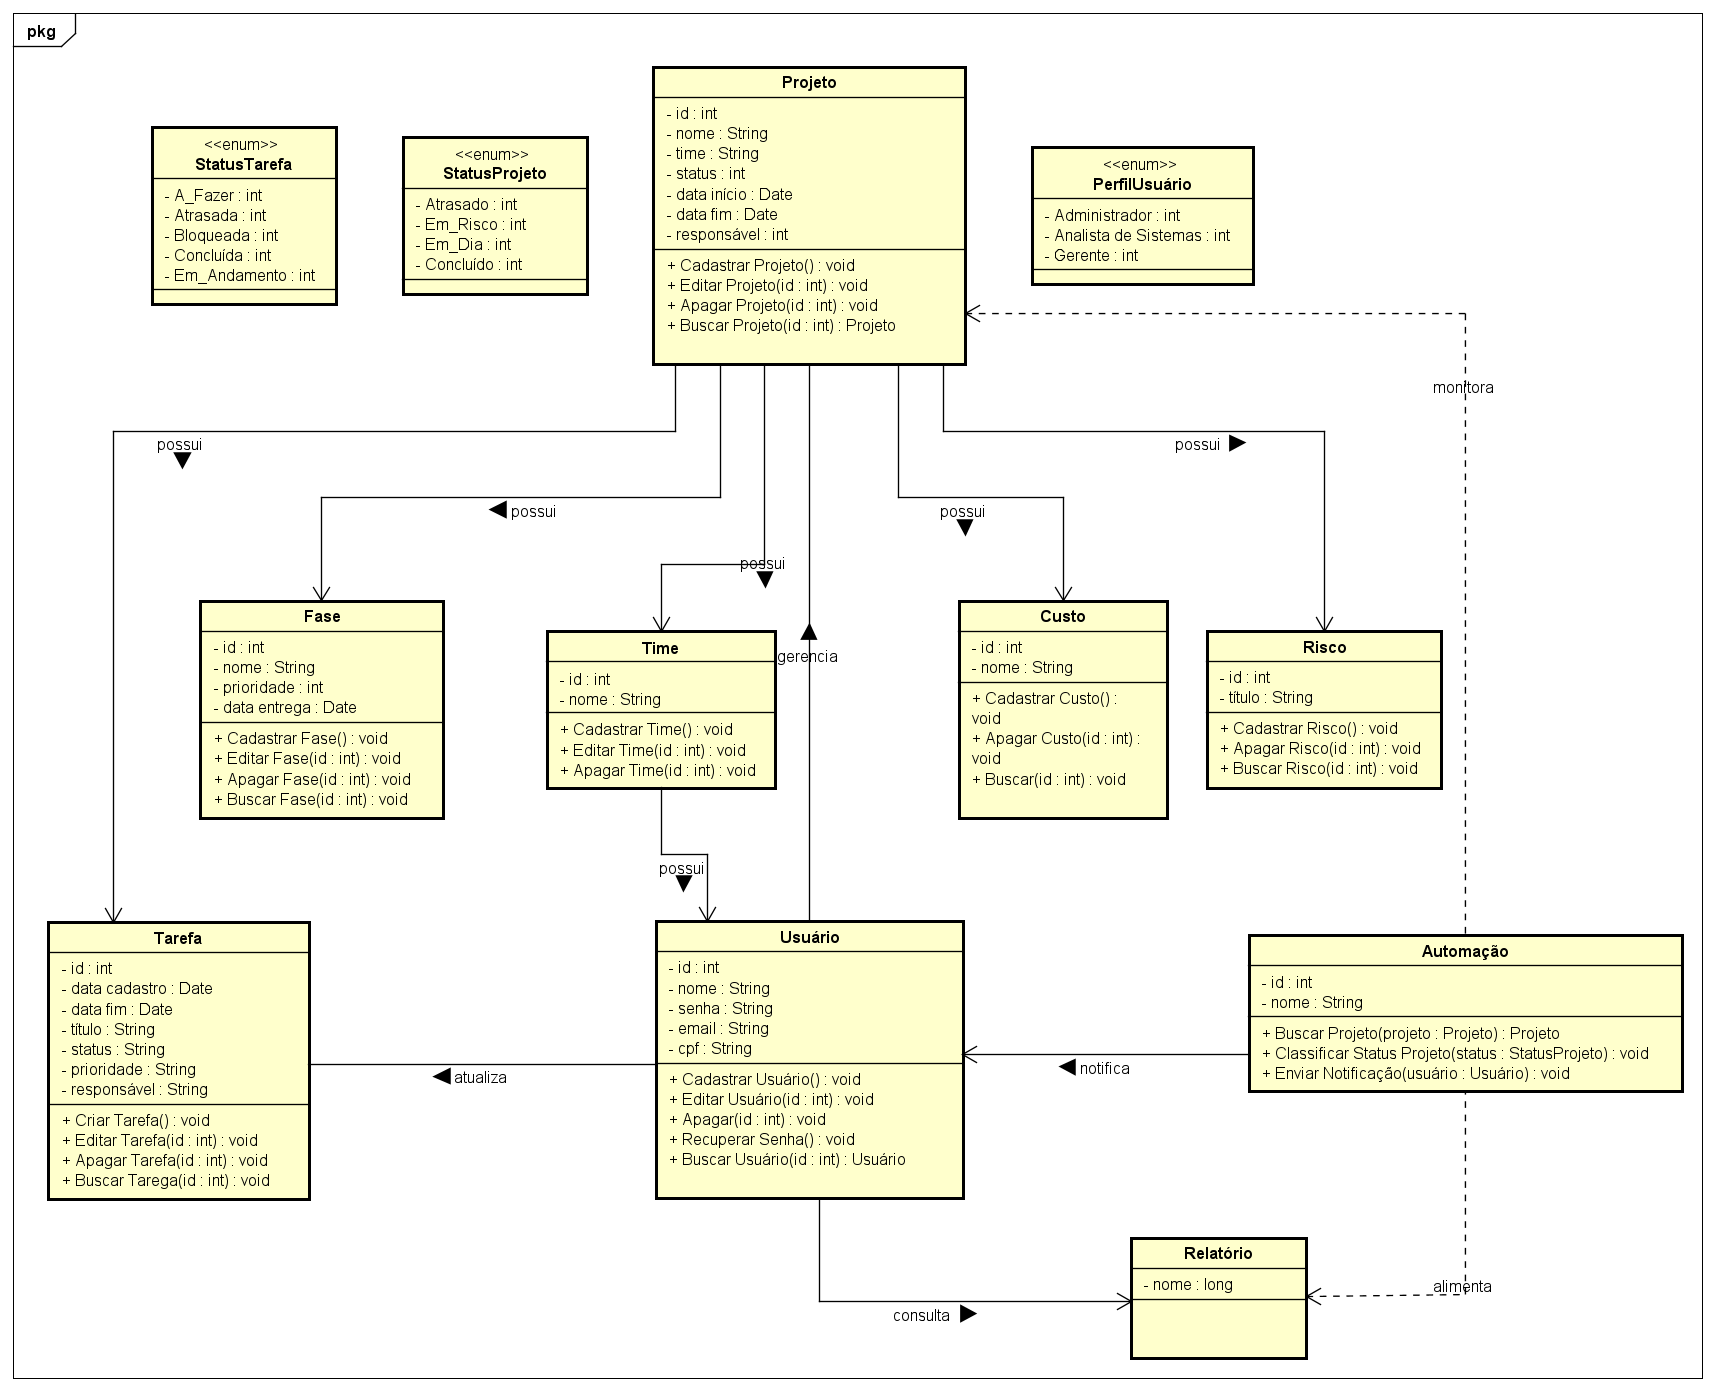 pkg
<<enum>>
StatusTarefa
- A_Fazer : int
- Atrasada : int
- Bloqueada : int
- Concluída : int
- Em_Andamento : int
<<enum>>
StatusProjeto
- Atrasado : int
- Em_Risco : int
- Em_Dia : int
- Concluído : int
Projeto
- id : int
- nome : String
- time : String
- status : int
- data início : Date
- data fim : Date
- responsável : int
+ Cadastrar Projeto() : void
+ Editar Projeto(id : int) : void
+ Apagar Projeto(id : int) : void
+ Buscar Projeto(id : int) : Projeto
<<enum>>
PerfilUsuário
- Administrador : int
- Analista de Sistemas : int
- Gerente : int
monitora
possui
possui
possui
possui
possui
Fase
- id : int
- nome : String
- prioridade : int
- data entrega : Date
+ Cadastrar Fase() : void
+ Editar Fase(id : int) : void
+ Apagar Fase(id : int) : void
+ Buscar Fase(id : int) : void
Time
- id : int
- nome : String
+ Cadastrar Time() : void
+ Editar Time(id : int) : void
+ Apagar Time(id : int) : void
gerencia
Custo
- id : int
- nome : String
+ Cadastrar Custo() :
void
+ Apagar Custo(id : int) :
void
+ Buscar(id : int) : void
Risco
- id : int
- título : String
+ Cadastrar Risco() : void
+ Apagar Risco(id : int) : void
+ Buscar Risco(id : int) : void
possui
Tarefa
- id : int
- data cadastro : Date
- data fim : Date
- título : String
- status : String
- prioridade : String
- responsável : String
+ Criar Tarefa() : void
+ Editar Tarefa(id : int) : void
+ Apagar Tarefa(id : int) : void
+ Buscar Tarega(id : int) : void
atualiza
Usuário
- id : int
- nome : String
- senha : String
- email : String
- cpf : String
+ Cadastrar Usuário() : void
+ Editar Usuário(id : int) : void
+ Apagar(id : int) : void
+ Recuperar Senha() : void
+ Buscar Usuário(id : int) : Usuário
notifica
Automação
- id : int
- nome : String
+ Buscar Projeto(projeto : Projeto) : Projeto
+ Classificar Status Projeto(status : StatusProjeto) : void
+ Enviar Notificação(usuário : Usuário) : void
consulta
Relatório
- nome : long
alimenta